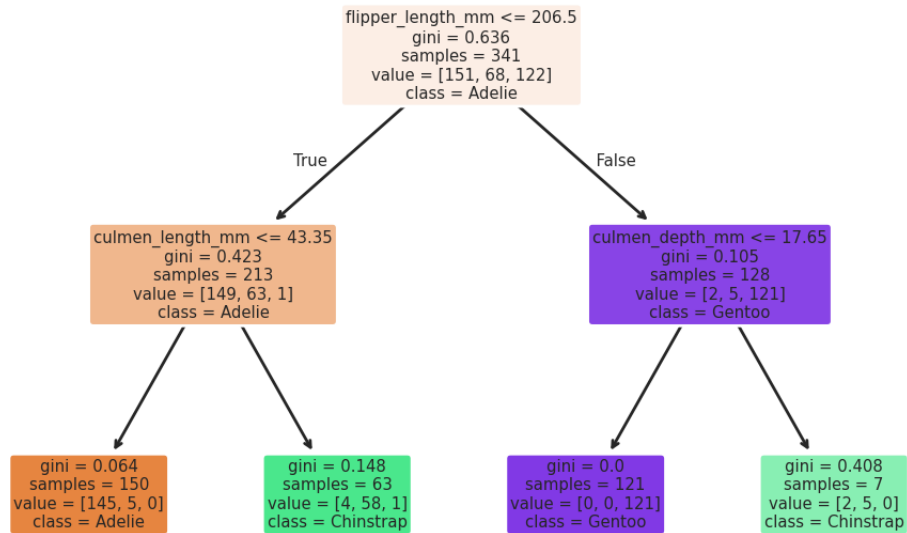 flipper_length_mm <= 206.5
gini = 0.636
samples = 341
value = [151, 68, 122]
class = Adelie
True
False
culmen_length_mm <= 43.35
gini = 0.423
samples = 213
value = [149, 63, 1]
class = Adelie
culmen_depth_mm <= 17.65
gini = 0.105
samples = 128
value = [2, 5, 121]
class = Gentoo
gini = 0.064
samples = 150
value = [145, 5, 0]
class = Adelie
gini = 0.148
samples = 63
value = [4, 58, 1]
class = Chinstrap
gini = 0.0
samples = 121
value = [0, 0, 121]
class = Gentoo
gini = 0.408
samples = 7
value = [2, 5, 0]
class = Chinstrap